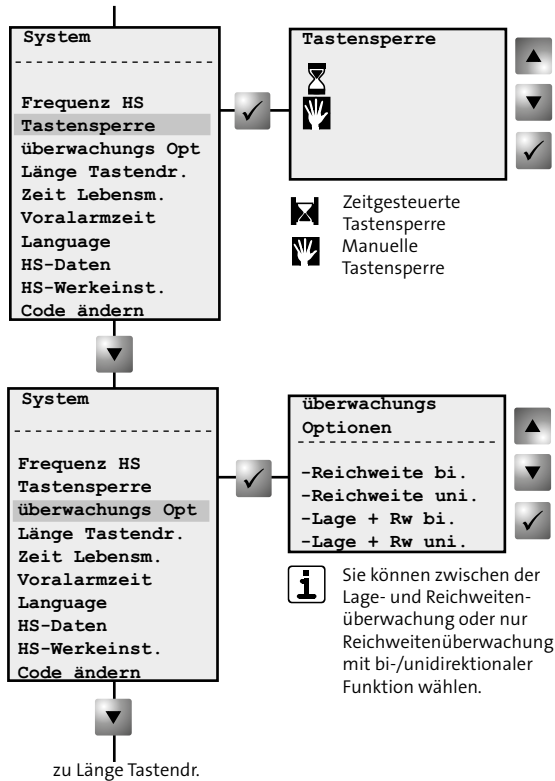 System
Frequenz HS
Tastensperre
überwachungs Opt
Länge Tastendr.
Zeit Lebensm.
Voralarmzeit
Language
HS-Daten
HS-Werkeinst.
Code ändern
Tastensperre
Zeitgesteuerte
Tastensperre
Manuelle
Tastensperre
System
Frequenz HS
Tastensperre
überwachungs Opt
Länge Tastendr.
Zeit Lebensm.
Voralarmzeit
Language
HS-Daten
HS-Werkeinst.
Code ändern
überwachungs
Optionen
-Reichweite bi.
-Reichweite uni.
-Lage + Rw bi.
-Lage + Rw uni.
i
Sie können zwischen der
Lage- und Reichweiten-
überwachung oder nur
Reichweitenüberwachung
mit bi-/unidirektionaler
Funktion wählen.
zu Länge Tastendr.